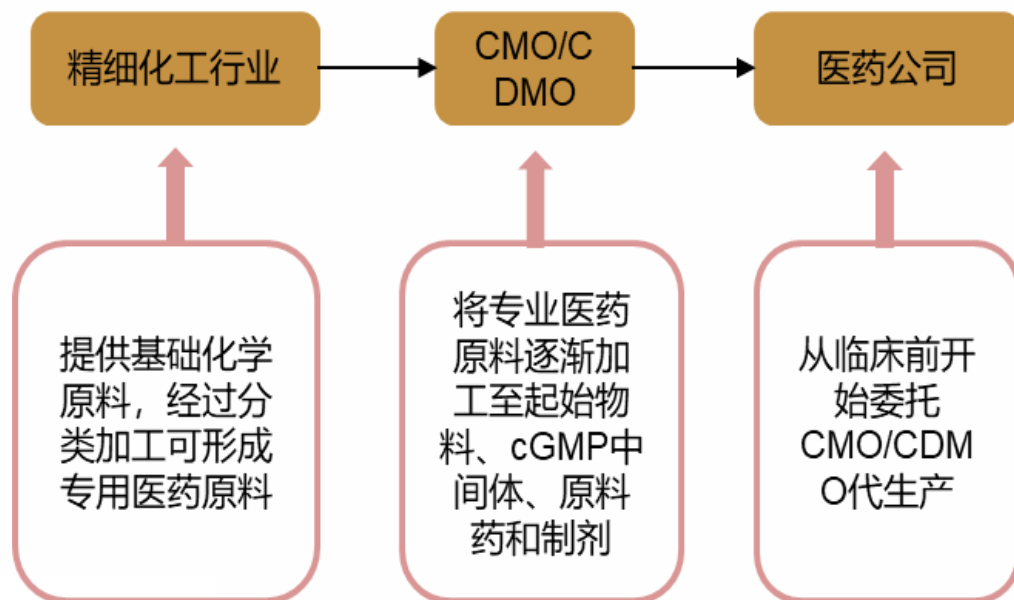 精细化工行业
CMO/C
DMO
医药公司
提供基础化学
原料，经过分
类加工可形成
专用医药原料
将专业医药
原料逐渐加
工至起始物
料、cGMP中
间体、原料
药和制剂
从临床前开
始委托
CMO/CDM
O代生产